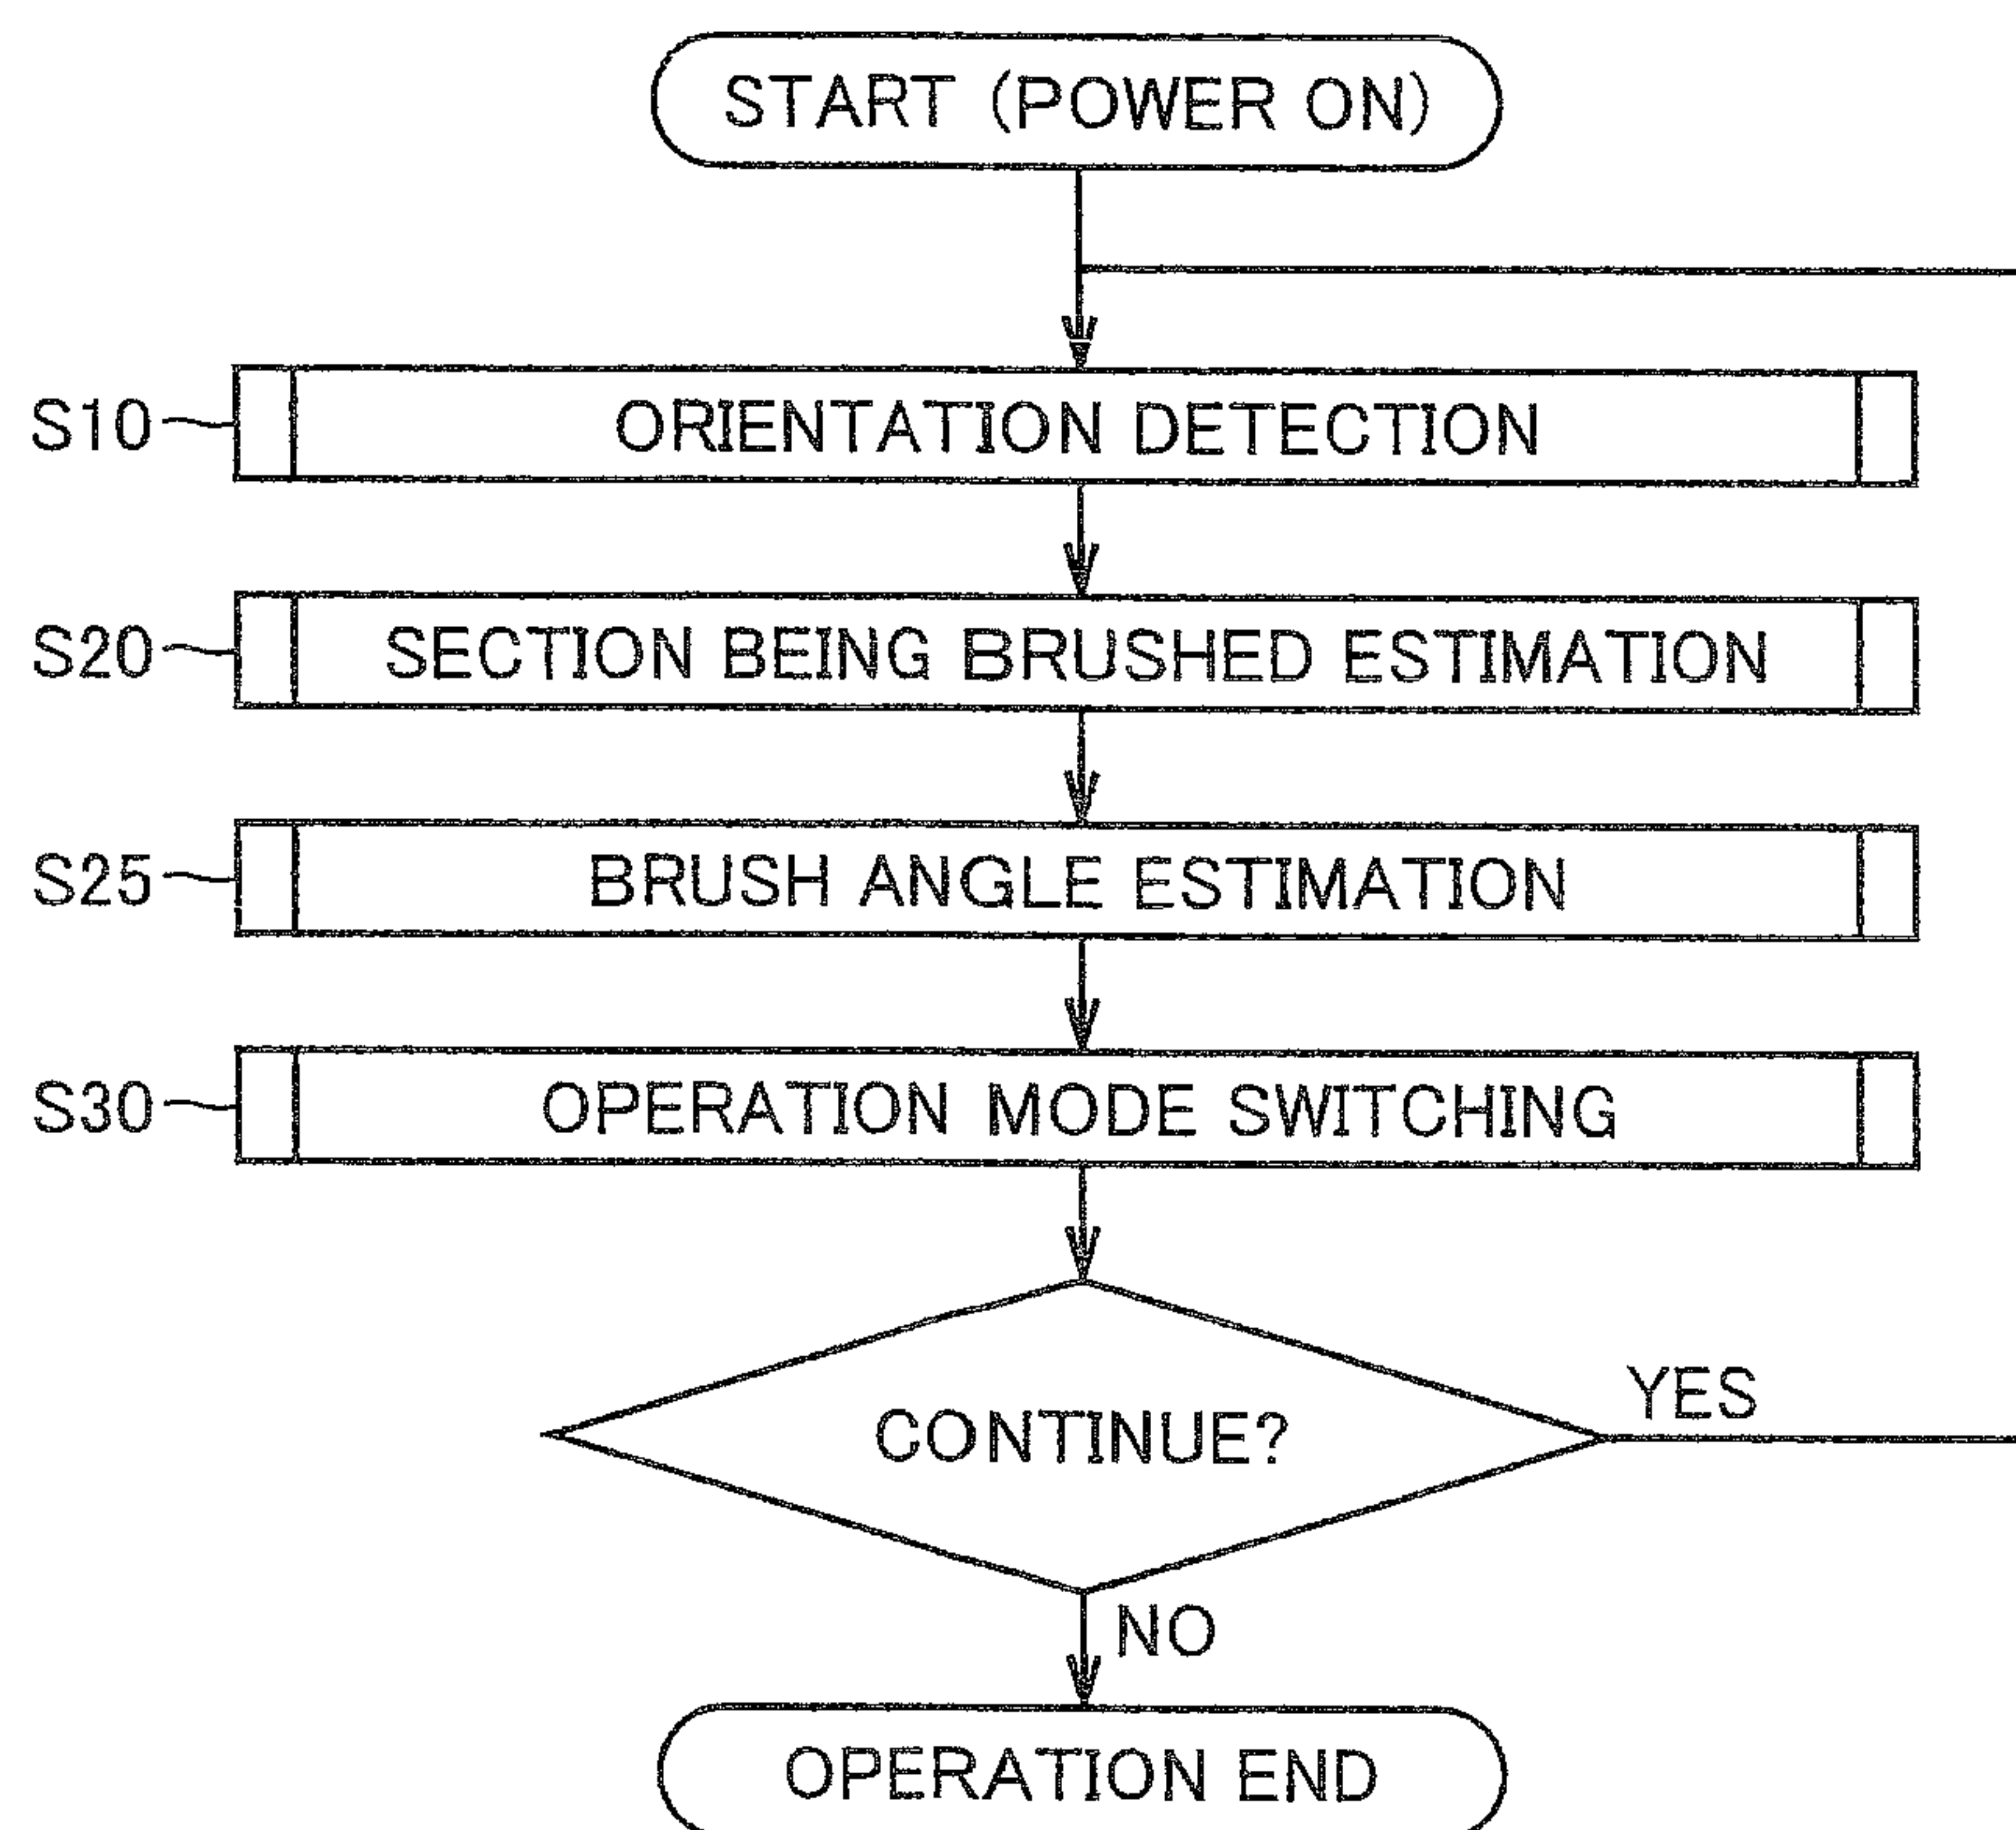 START (POWER ON)
S10
ORIENTATION DETECTION
S20
SECTION BEING BRUSHED ESTIMATION
S25
BRUSH ANGLE ESTIMATION
S30
OPERATION MODE SWITCHING
CONTINUE?
YES
NO
OPERATION END